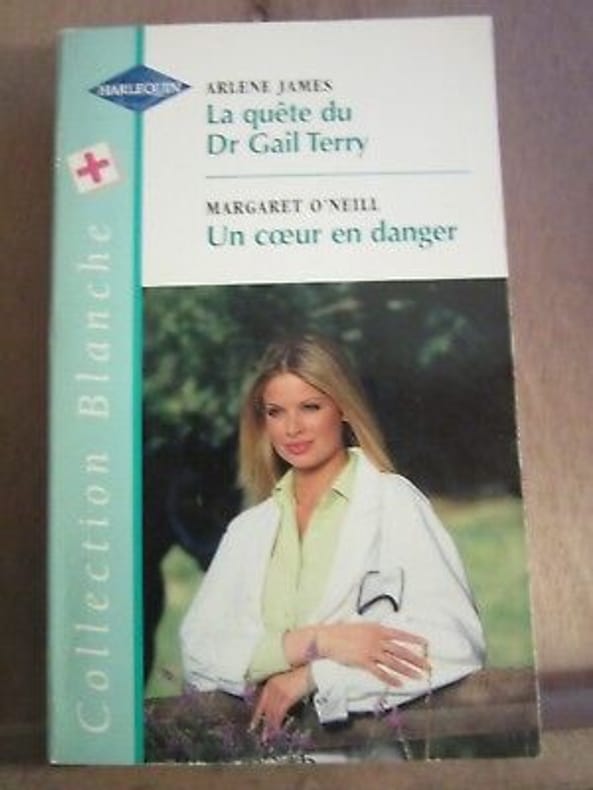 HARLEQUIN
ARLENE JAMES
La quête du
Dr Gail Terry
MARGARET O'NEILL
Un cœur en danger
Collection Blanche